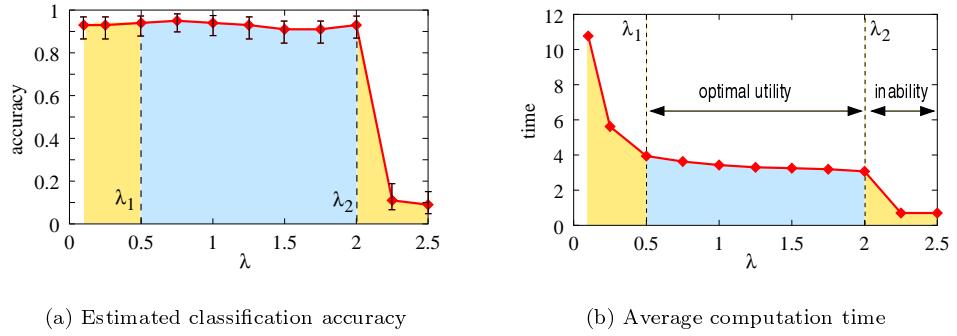 1
0.8
0.6
0.4
0.2
0
accuracy
λ1
λ2
0 0.5 1 1.5 2 2.5
λ
(a) Estimated classification accuracy
12
10
8
6
4
2
0
time
λ1
λ2
optimal utility
inability
0 0.5 1 1.5 2 2.5
λ
(b) Average computation time